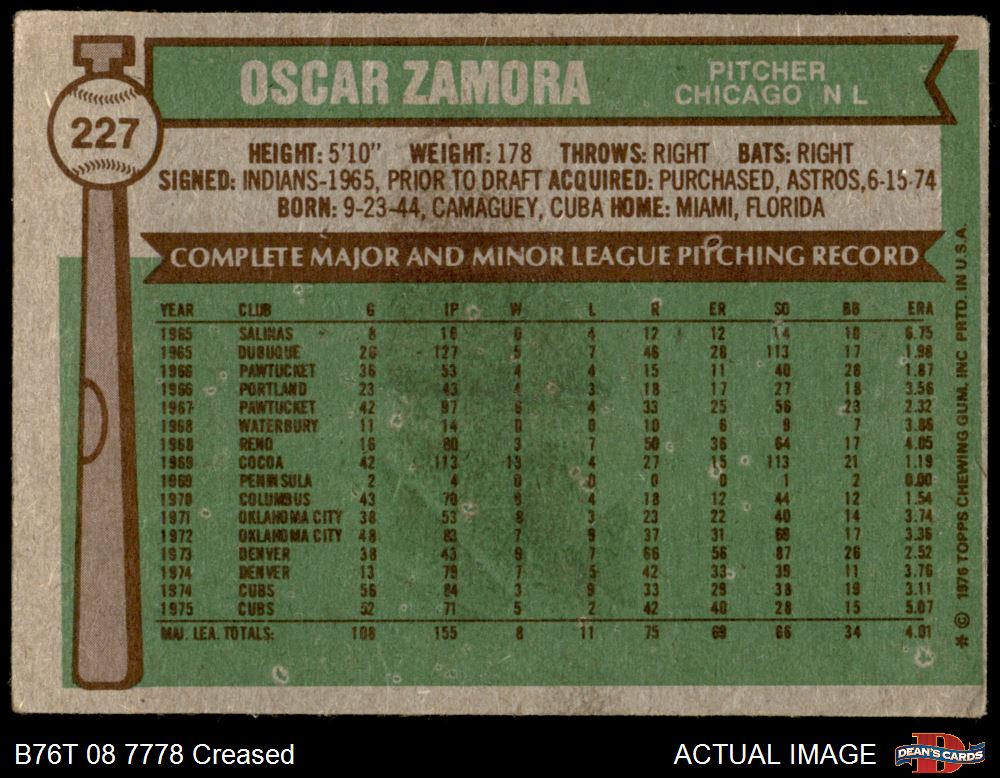 OSCAR ZAMORA
PITCHER
CHICAGO N L
227
HEIGHT: 5'10" WEIGHT: 178 THROWS: RIGHT BATS: RIGHT
SIGNED: INDIANS-1965, PRIOR TO DRAFT ACQUIRED: PURCHASED, ASTROS, 6-15-74
BORN: 9-23-44, CAMAGUEY, CUBA HOME: MIAMI, FLORIDA
COMPLETE MAJOR AND MINOR LEAGUE PITCHING RECORD
YEAR CLUB G IP W L R ER SO BB ERA
1965 SALINAS 8 16 0 4 12 12 14 10 6.75
1965 DUBUQUE 26 127 5 7 46 28 113 17 1.98
1966 PAWTUCKET 36 53 4 4 15 11 40 28 1.87
1966 PORTLAND 23 43 4 3 18 17 27 18 3.56
1967 PAWTUCKET 42 97 6 4 33 25 56 23 2.32
1968 WATERBURY 11 14 0 0 10 6 9 7 3.86
1968 RENO 16 80 3 7 50 36 64 17 4.05
1969 COCOA 42 113 13 4 27 15 113 21 1.19
1969 PENINSULA 2 4 0 0 0 0 1 2 0.00
1970 COLUMBUS 43 70 9 4 18 12 44 12 1.54
1971 OKLAHOMA CITY 38 53 8 3 23 22 40 14 3.74
1972 OKLAHOMA CITY 48 83 7 9 37 31 68 17 3.36
1973 DENVER 38 43 9 7 66 56 87 26 2.52
1974 DENVER 13 79 7 5 42 33 39 11 3.76
1974 CUBS 56 84 3 9 33 29 38 19 3.11
1975 CUBS 52 71 5 2 42 40 28 15 5.07
MAJ. LEA. TOTALS: 108 155 8 11 75 69 66 34 4.01
* © 1976 TOPPS CHEWING GUM, INC PRTD. IN U.S.A.
B76T 08 7778 Creased
ACTUAL IMAGE
DEAN'S CARDS